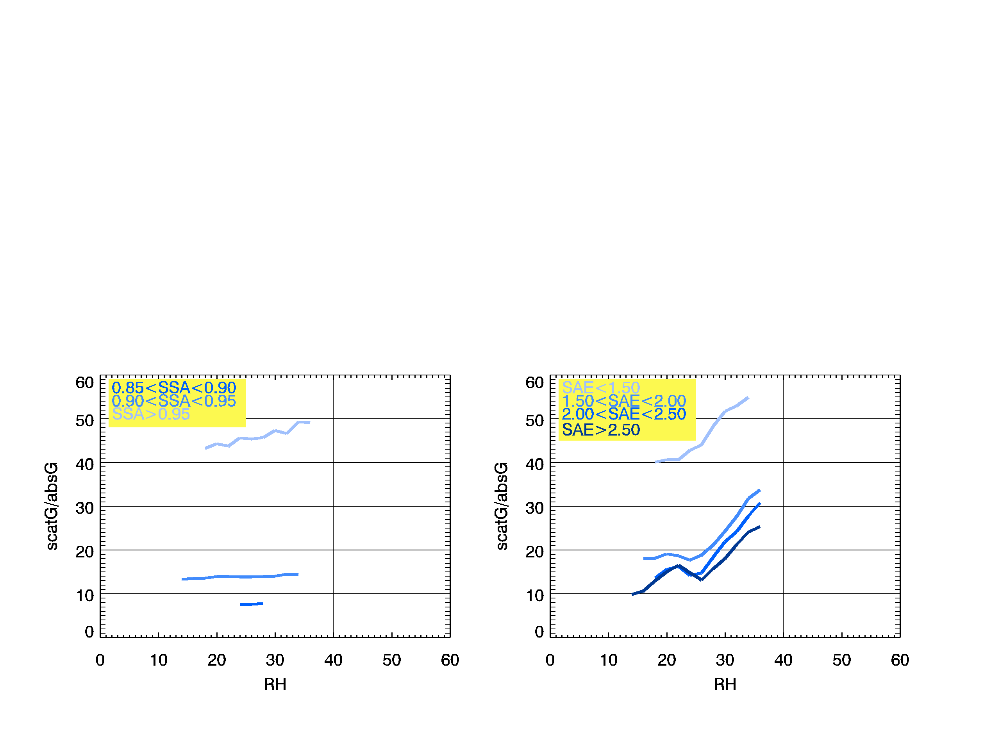 60
50
40
30
20
10
0
scatG/absG
0.85<SSA<0.90
0.90<SSA<0.95
SSA>0.95
0 10 20 30 40 50 60
RH
60
50
40
30
20
10
0
scatG/absG
SAE<1.50
1.50<SAE<2.00
2.00<SAE<2.50
SAE>2.50
0 10 20 30 40 50 60
RH